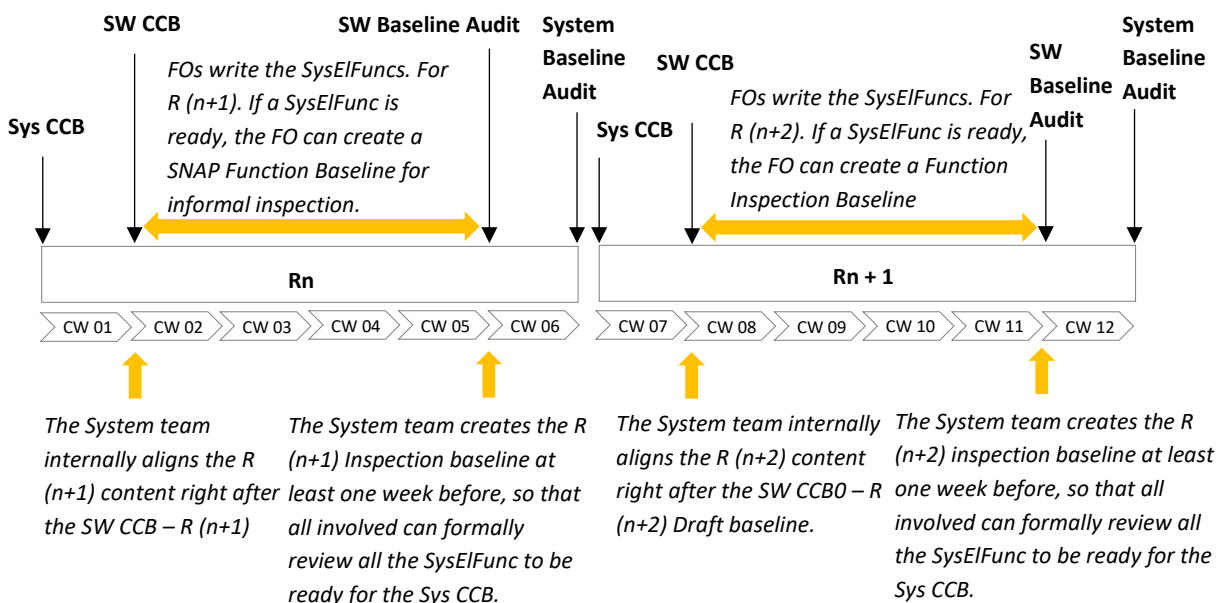 SW CCB
SW Baseline Audit
System
Baseline
Audit
Sys CCB
FOs write the SysElFuncs. For
R (n+1). If a SysElFunc is
ready, the FO can create a
SNAP Function Baseline for
informal inspection.
SW CCB
Sys CCB
FOs write the SysElFuncs. For
R (n+2). If a SysElFunc is ready,
the FO can create a Function
Inspection Baseline
SW
Baseline
Audit
System
Baseline
Audit
Rn
Rn + 1
CW 01
CW 02
CW 03
CW 04
CW 05
CW 06
CW 07
CW 08
CW 09
CW 10
CW 11
CW 12
The System team
internally aligns the R
(n+1) content right after
the SW CCB – R (n+1)
The System team creates the R
(n+1) Inspection baseline at
least one week before, so that
all involved can formally
review all the SysElFunc to be
ready for the Sys CCB.
The System team internally
aligns the R (n+2) content
right after the SW CCB0 – R
(n+2) Draft baseline.
The System team creates the R
(n+2) inspection baseline at least
one week before, so that all
involved can formally review all
the SysElFunc to be ready for the
Sys CCB.